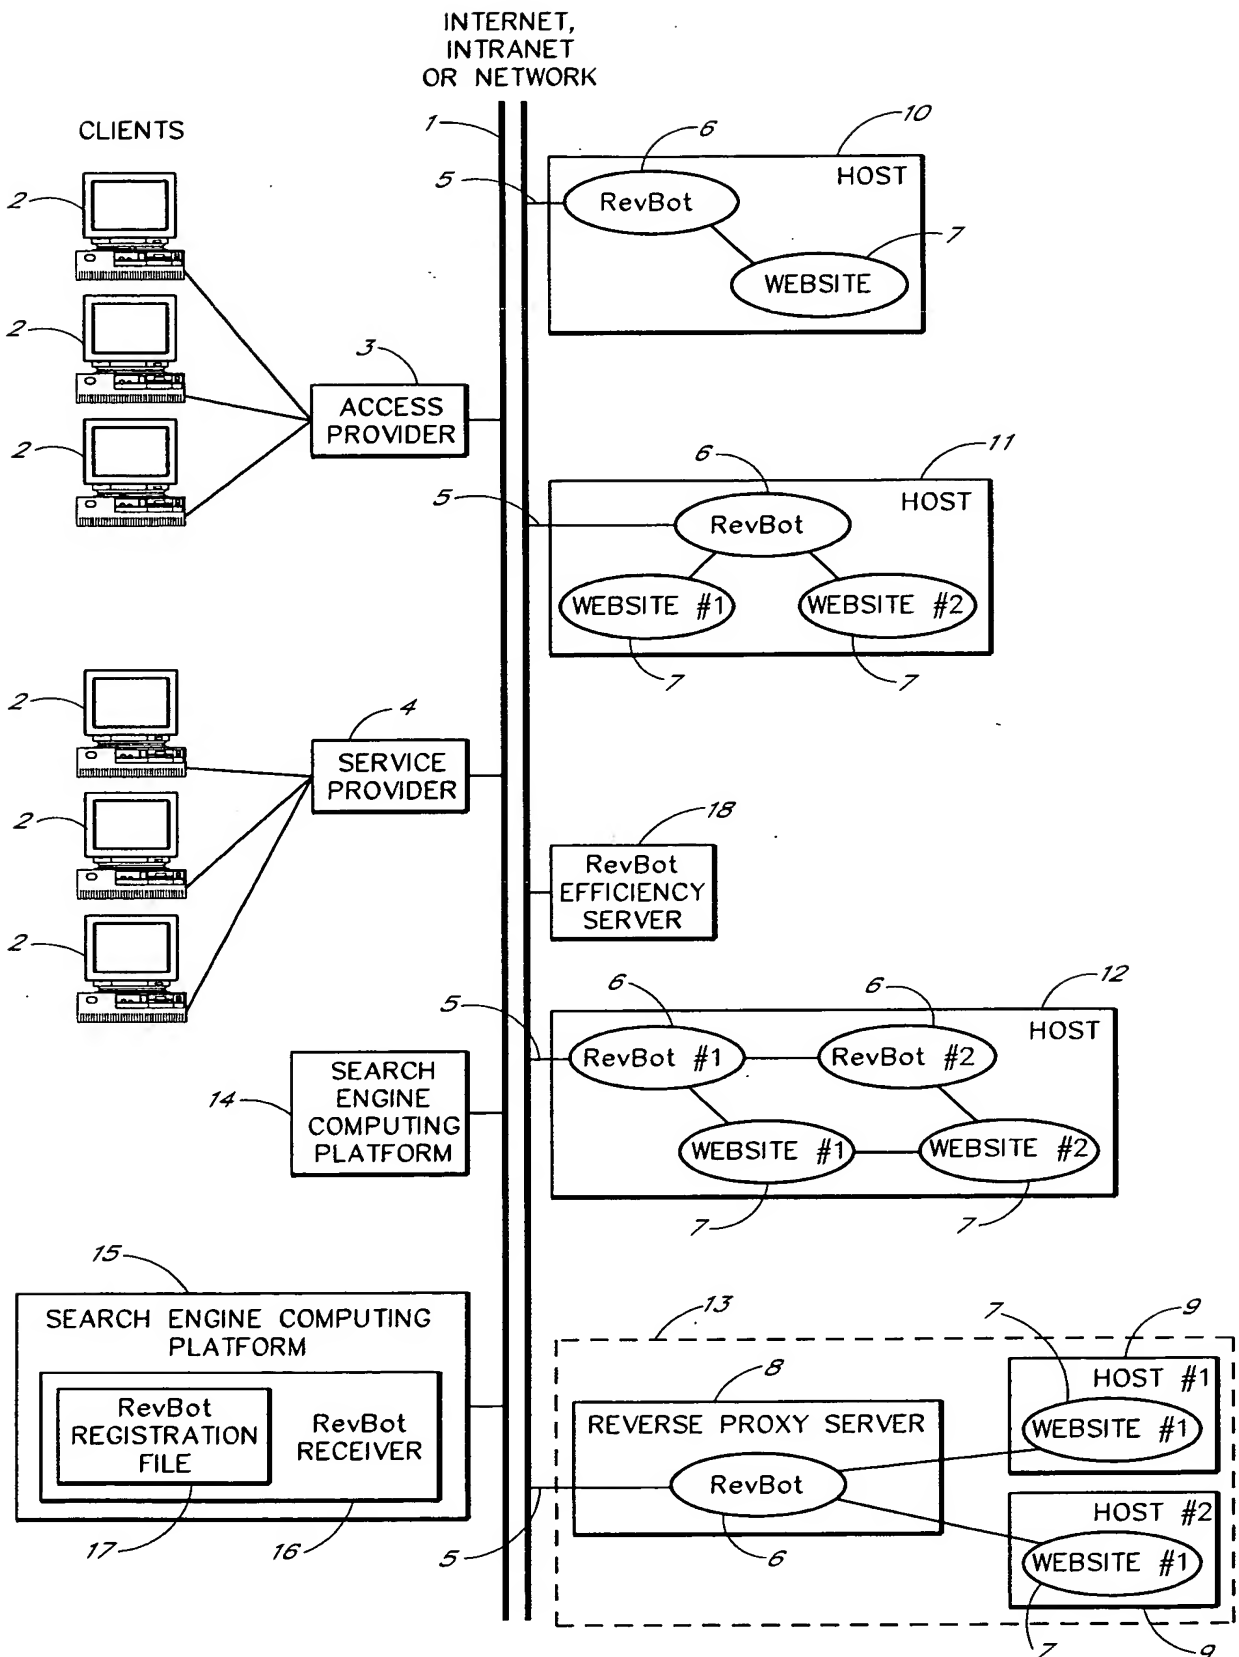 INTERNET,
INTRANET
OR NETWORK
CLIENTS
1
2
2
2
3
ACCESS
PROVIDER
2
2
2
4
SERVICE
PROVIDER
14
SEARCH
ENGINE
COMPUTING
PLATFORM
15
SEARCH ENGINE COMPUTING
PLATFORM
RevBot
REGISTRATION
FILE
RevBot
RECEIVER
17
16
10
HOST
6
5
RevBot
7
WEBSITE
11
HOST
6
5
RevBot
WEBSITE #1
WEBSITE #2
7
7
18
RevBot
EFFICIENCY
SERVER
12
HOST
6
6
5
RevBot #1
RevBot #2
WEBSITE #1
WEBSITE #2
7
7
13
8
REVERSE PROXY SERVER
RevBot
5
6
7
9
HOST #1
WEBSITE #1
HOST #2
WEBSITE #1
7
9